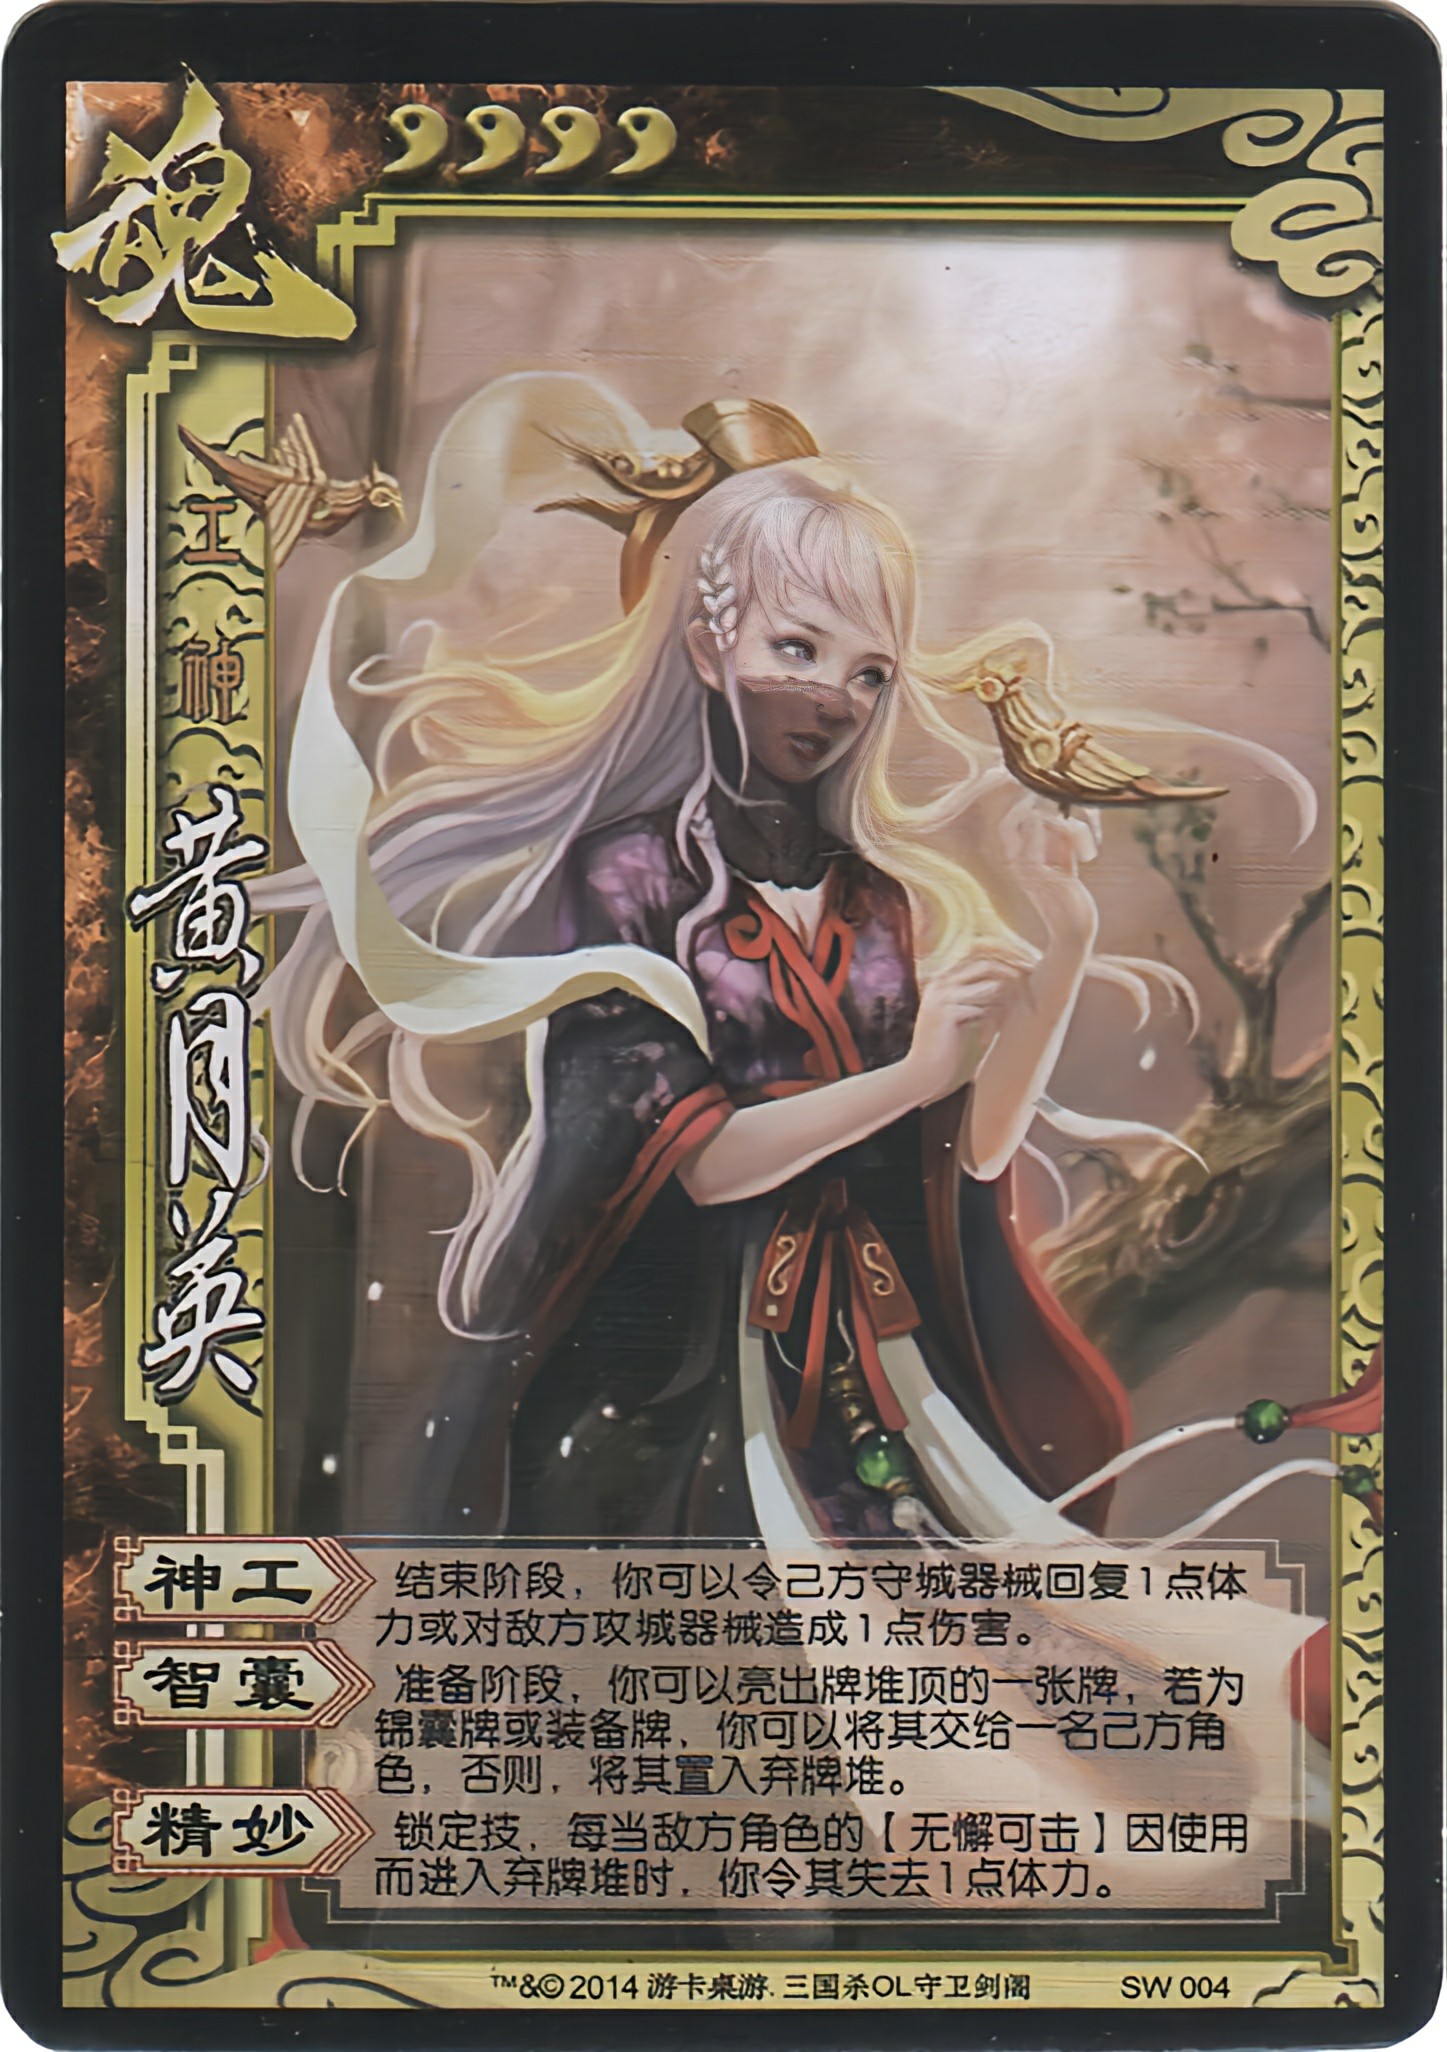 魂
工神
黄月英
神工
结束阶段，你可以令己方守城器械回复1点体
力或对敌方攻城器械造成1点伤害。
智囊
准备阶段，你可以亮出牌堆顶的一张牌，若为
锦囊牌或装备牌，你可以将其交给一名己方角
色，否则，将其置入弃牌堆。
精妙
锁定技，每当敌方角色的【无懈可击】因使用
而进入弃牌堆时，你令其失去1点体力。
™&©2014 游卡桌游. 三国杀OL守卫剑阁
SW 004